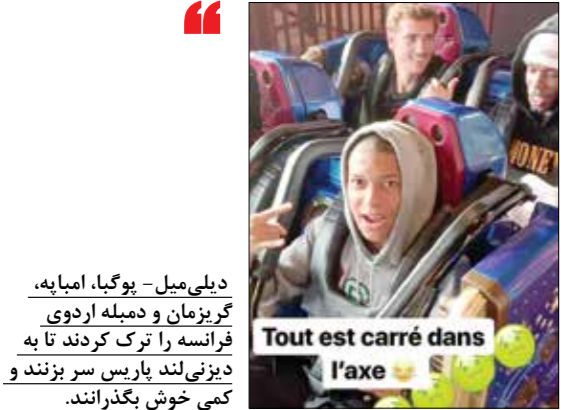 ❝
MONEY
Tout est carré dans
l'axe 😂
دیلی‌میل- پوگبا، امباپه،
گریزمان و دمبله اردوی
فرانسه را ترک کردند تا به
دیزنی‌لند پاریس سر بزنند و
کمی خوش بگذرانند.